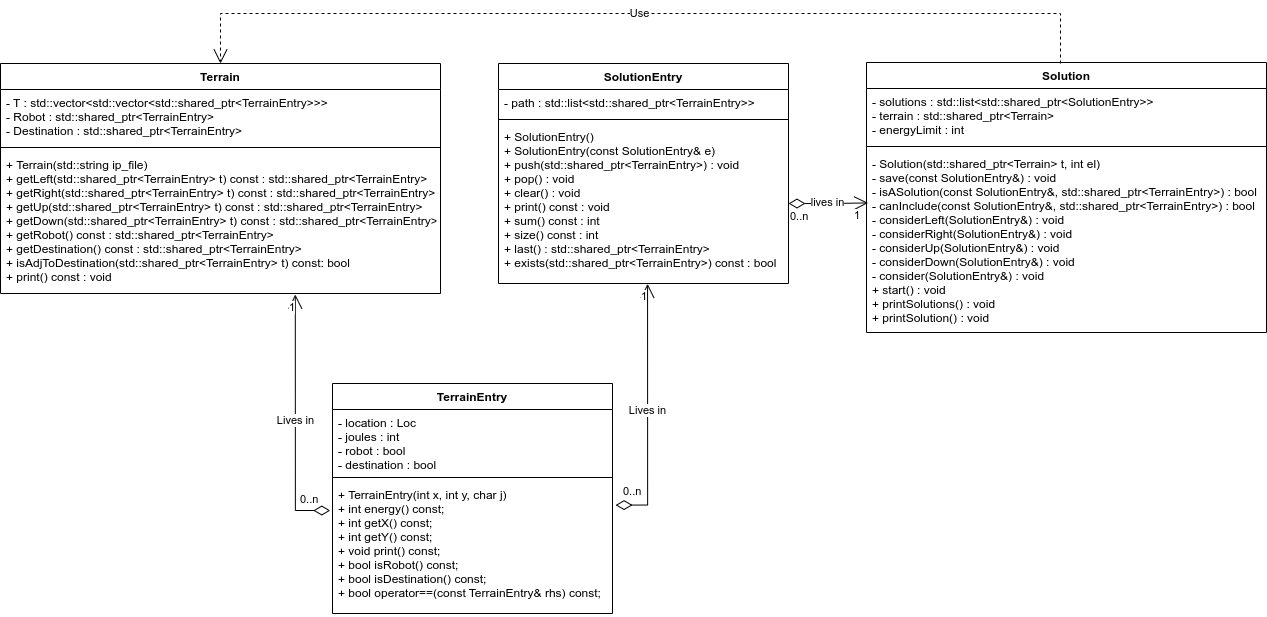 Use
Terrain
- T : std::vector<std::vector<std::shared_ptr<TerrainEntry>>>
- Robot : std::shared_ptr<TerrainEntry>
- Destination : std::shared_ptr<TerrainEntry>
+ Terrain(std::string ip_file)
+ getLeft(std::shared_ptr<TerrainEntry> t) const : std::shared_ptr<TerrainEntry>
+ getRight(std::shared_ptr<TerrainEntry> t) const : std::shared_ptr<TerrainEntry>
+ getUp(std::shared_ptr<TerrainEntry> t) const : std::shared_ptr<TerrainEntry>
+ getDown(std::shared_ptr<TerrainEntry> t) const : std::shared_ptr<TerrainEntry>
+ getRobot() const : std::shared_ptr<TerrainEntry>
+ getDestination() const : std::shared_ptr<TerrainEntry>
+ isAdjToDestination(std::shared_ptr<TerrainEntry> t) const: bool
+ print() const : void
SolutionEntry
- path : std::list<std::shared_ptr<TerrainEntry>>
+ SolutionEntry()
+ SolutionEntry(const SolutionEntry& e)
+ push(std::shared_ptr<TerrainEntry>) : void
+ pop() : void
+ clear() : void
+ print() const : void
+ sum() const : int
+ size() const : int
+ last() : std::shared_ptr<TerrainEntry>
+ exists(std::shared_ptr<TerrainEntry>) const : bool
lives in
0..n
1
Solution
- solutions : std::list<std::shared_ptr<SolutionEntry>>
- terrain : std::shared_ptr<Terrain>
- energyLimit : int
- Solution(std::shared_ptr<Terrain> t, int el)
- save(const SolutionEntry&) : void
- isASolution(const SolutionEntry&, std::shared_ptr<TerrainEntry>) : bool
- canInclude(const SolutionEntry&, std::shared_ptr<TerrainEntry>) : bool
- considerLeft(SolutionEntry&) : void
- considerRight(SolutionEntry&) : void
- considerUp(SolutionEntry&) : void
- considerDown(SolutionEntry&) : void
- consider(SolutionEntry&) : void
+ start() : void
+ printSolutions() : void
+ printSolution() : void
1
Lives in
0..n
1
Lives in
0..n
TerrainEntry
- location : Loc
- joules : int
- robot : bool
- destination : bool
+ TerrainEntry(int x, int y, char j)
+ int energy() const;
+ int getX() const;
+ int getY() const;
+ void print() const;
+ bool isRobot() const;
+ bool isDestination() const;
+ bool operator==(const TerrainEntry& rhs) const;